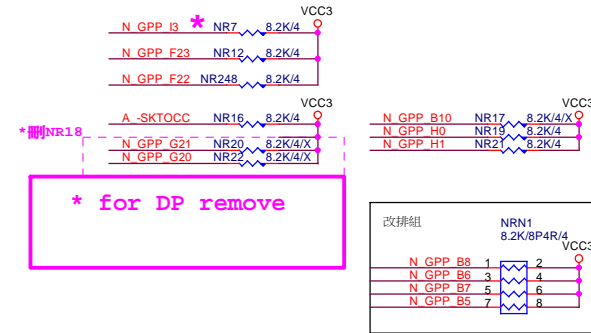 VCC3
N_GPP_I3 * NR7 8.2K/4
N_GPP_F23 NR12 8.2K/4
N_GPP_F22 NR248 8.2K/4
VCC3
A_-SKTOCC NR16 8.2K/4
*刪NR18
N_GPP_G21 NR20 8.2K/4/X
N_GPP_G20 NR22 8.2K/4/X
* for DP remove
VCC3
N_GPP_B10 NR17 8.2K/4/X
N_GPP_H0 NR19 8.2K/4
N_GPP_H1 NR21 8.2K/4
改排組
NRN1
8.2K/8P4R/4
VCC3
N_GPP_B8 1 2
N_GPP_B6 3 4
N_GPP_B7 5 6
N_GPP_B5 7 8